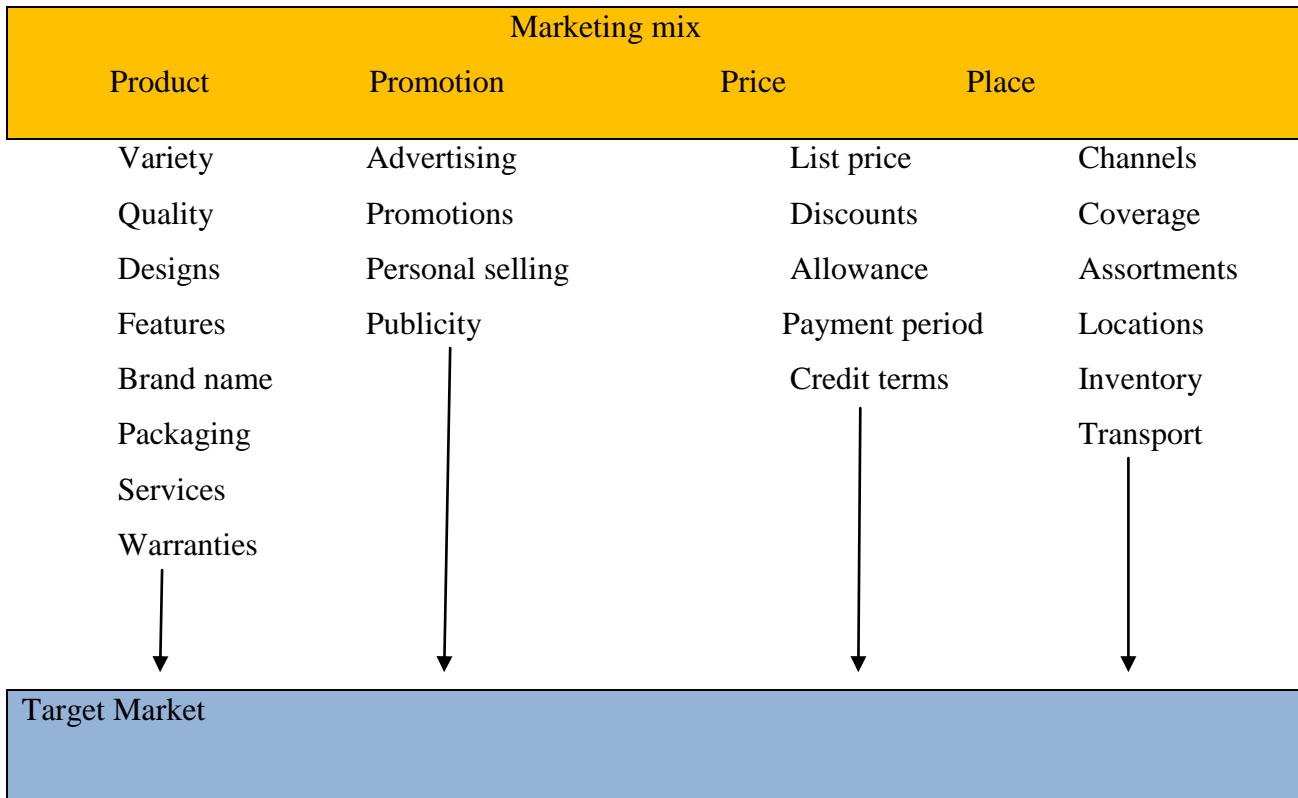 Marketing mix
Product Promotion Price Place
Variety Advertising List price Channels
Quality Promotions Discounts Coverage
Designs Personal selling Allowance Assortments
Features Publicity Payment period Locations
Brand name Credit terms Inventory
Packaging Transport
Services
Warranties
Target Market